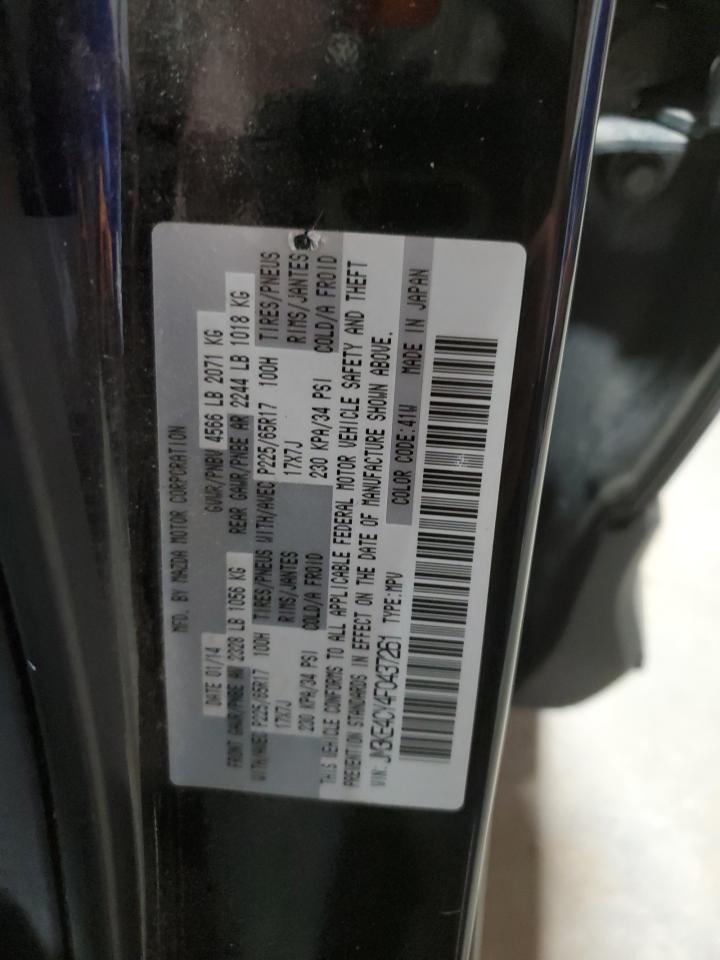 MFD. BY MAZDA MOTOR CORPORATION
DATE 01/14 GVWR/PNBV 4566 LB 2071 KG
FRONT GAWR/PNBE AV 2328 LB 1056 KG REAR GAWR/PNBE AR 2244 LB 1018 KG
WITH/AVEC P225/65R17 100H TIRES/PNEUS WITH/AVEC P225/65R17 100H TIRES/PNEUS
17X7J RIMS/JANTES 17X7J RIMS/JANTES
230 KPA/34 PSI COLD/A FROID 230 KPA/34 PSI COLD/A FROID
THIS VEHICLE CONFORMS TO ALL APPLICABLE FEDERAL MOTOR VEHICLE SAFETY AND THEFT
PREVENTION STANDARDS IN EFFECT ON THE DATE OF MANUFACTURE SHOWN ABOVE.
COLOR CODE:41W MADE IN JAPAN
VIN:JM3KE4CY4F0437261 TYPE:MPV